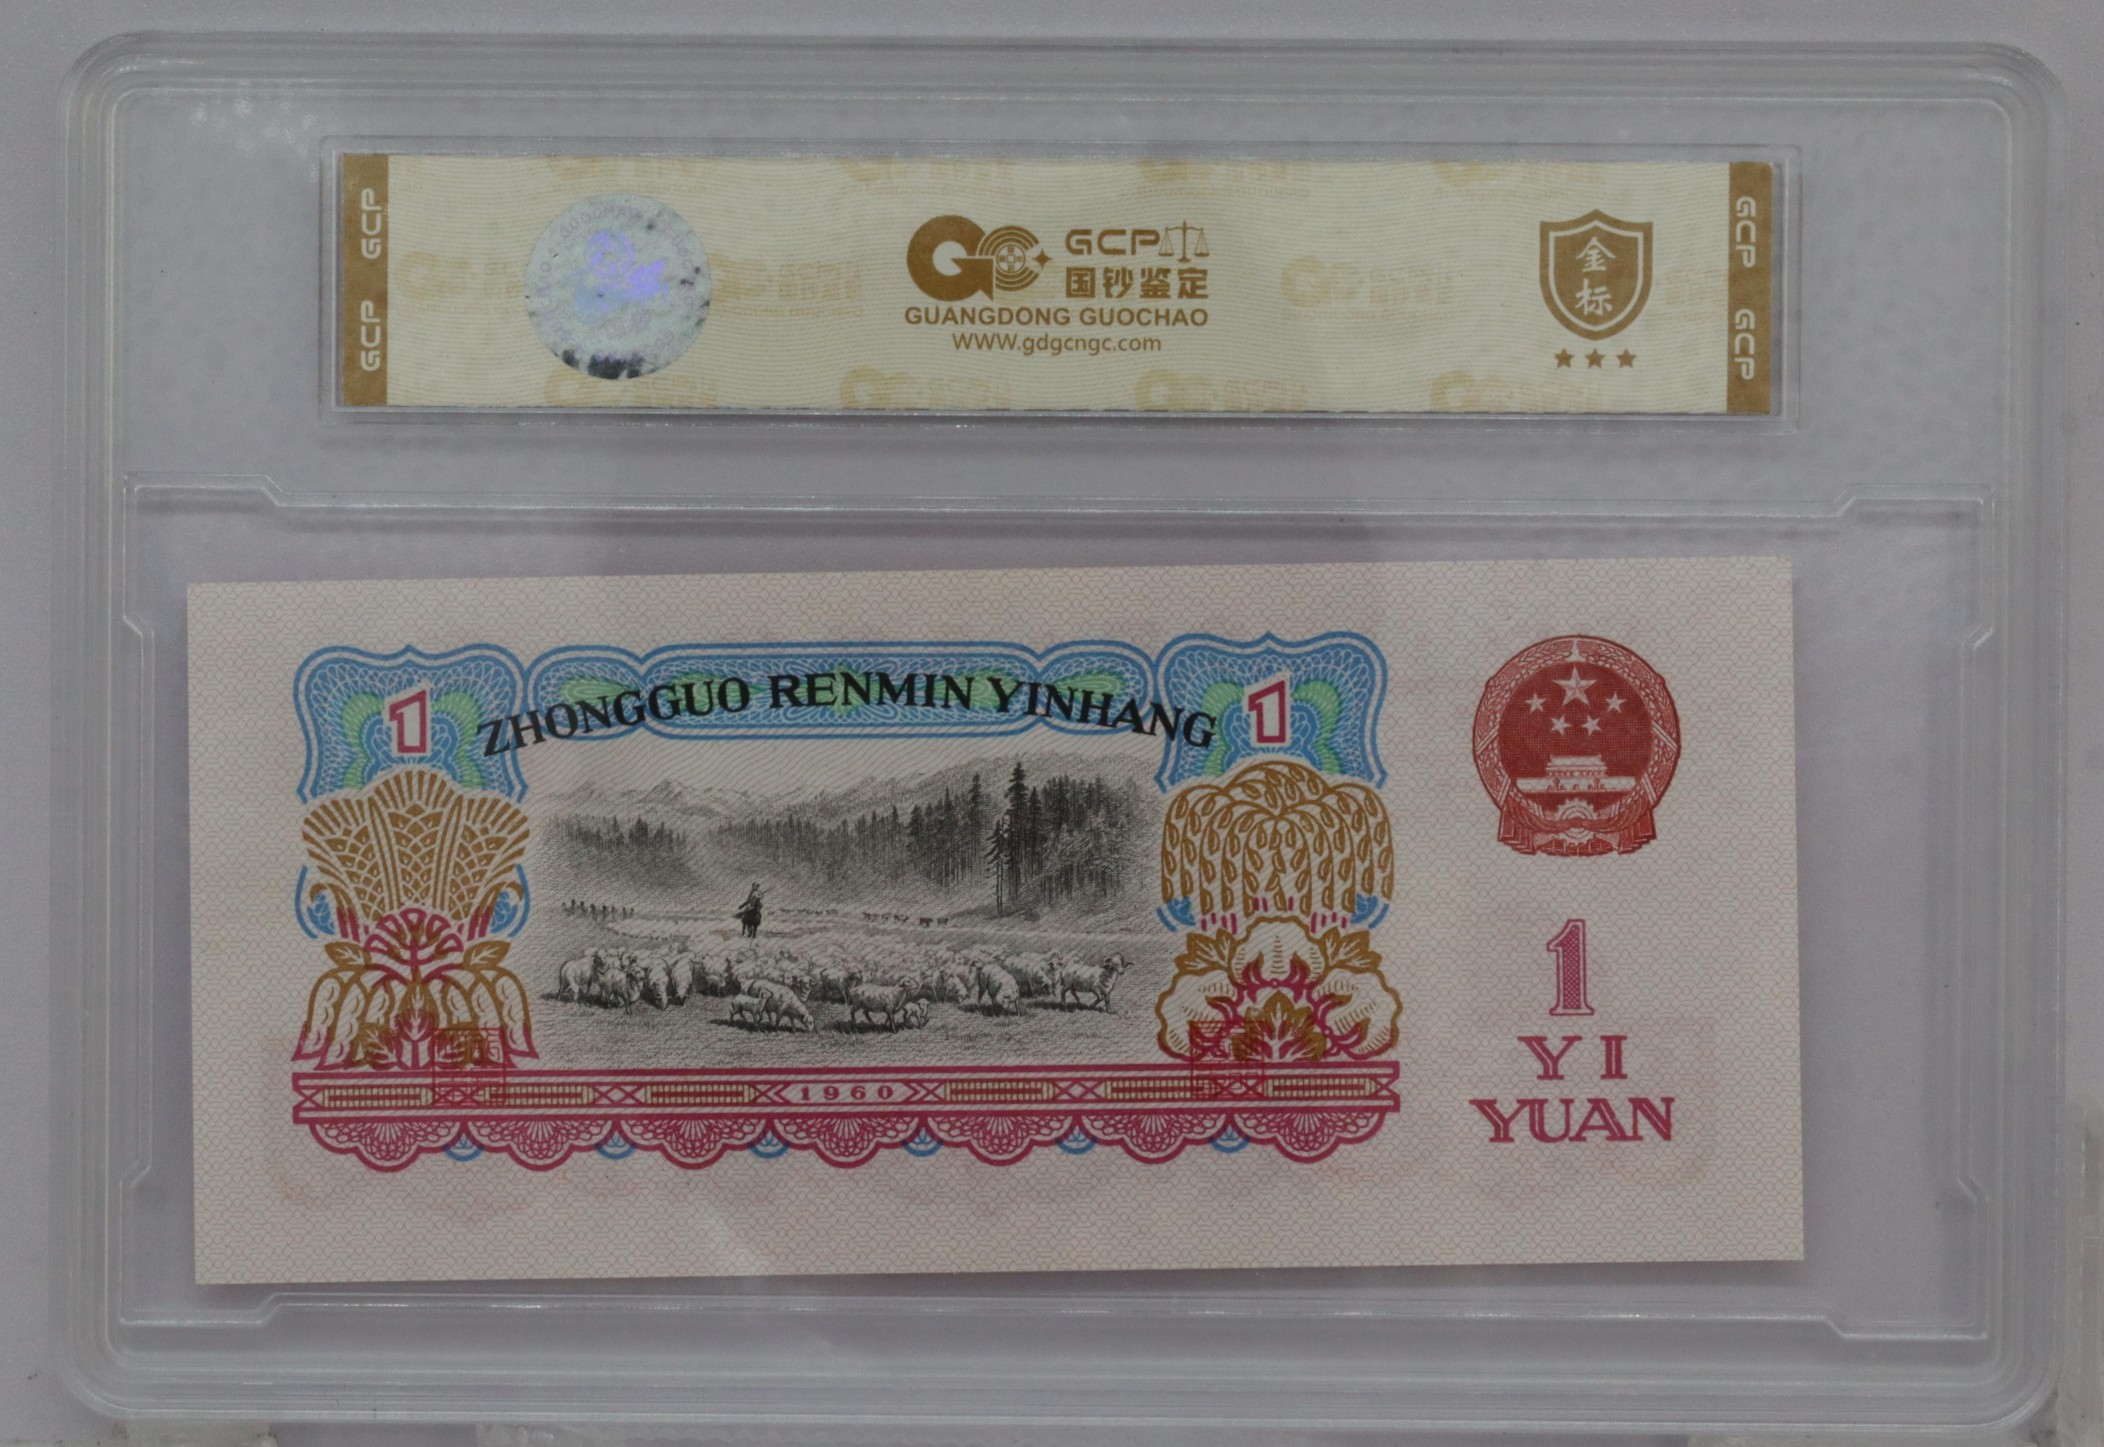 GCP
GCP
GCP
国钞鉴定
GUANGDONG GUOCHAO
www.gdgcngc.com
金
标
GCP
GCP
1
ZHONGGUO RENMIN YINHANG
1
1960
1
YI
YUAN